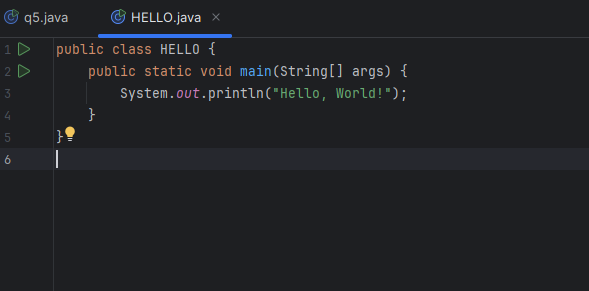 q5.java HELLO.java
1 public class HELLO {
2 public static void main(String[] args) {
3 System.out.println("Hello, World!");
4 }
5 }
6